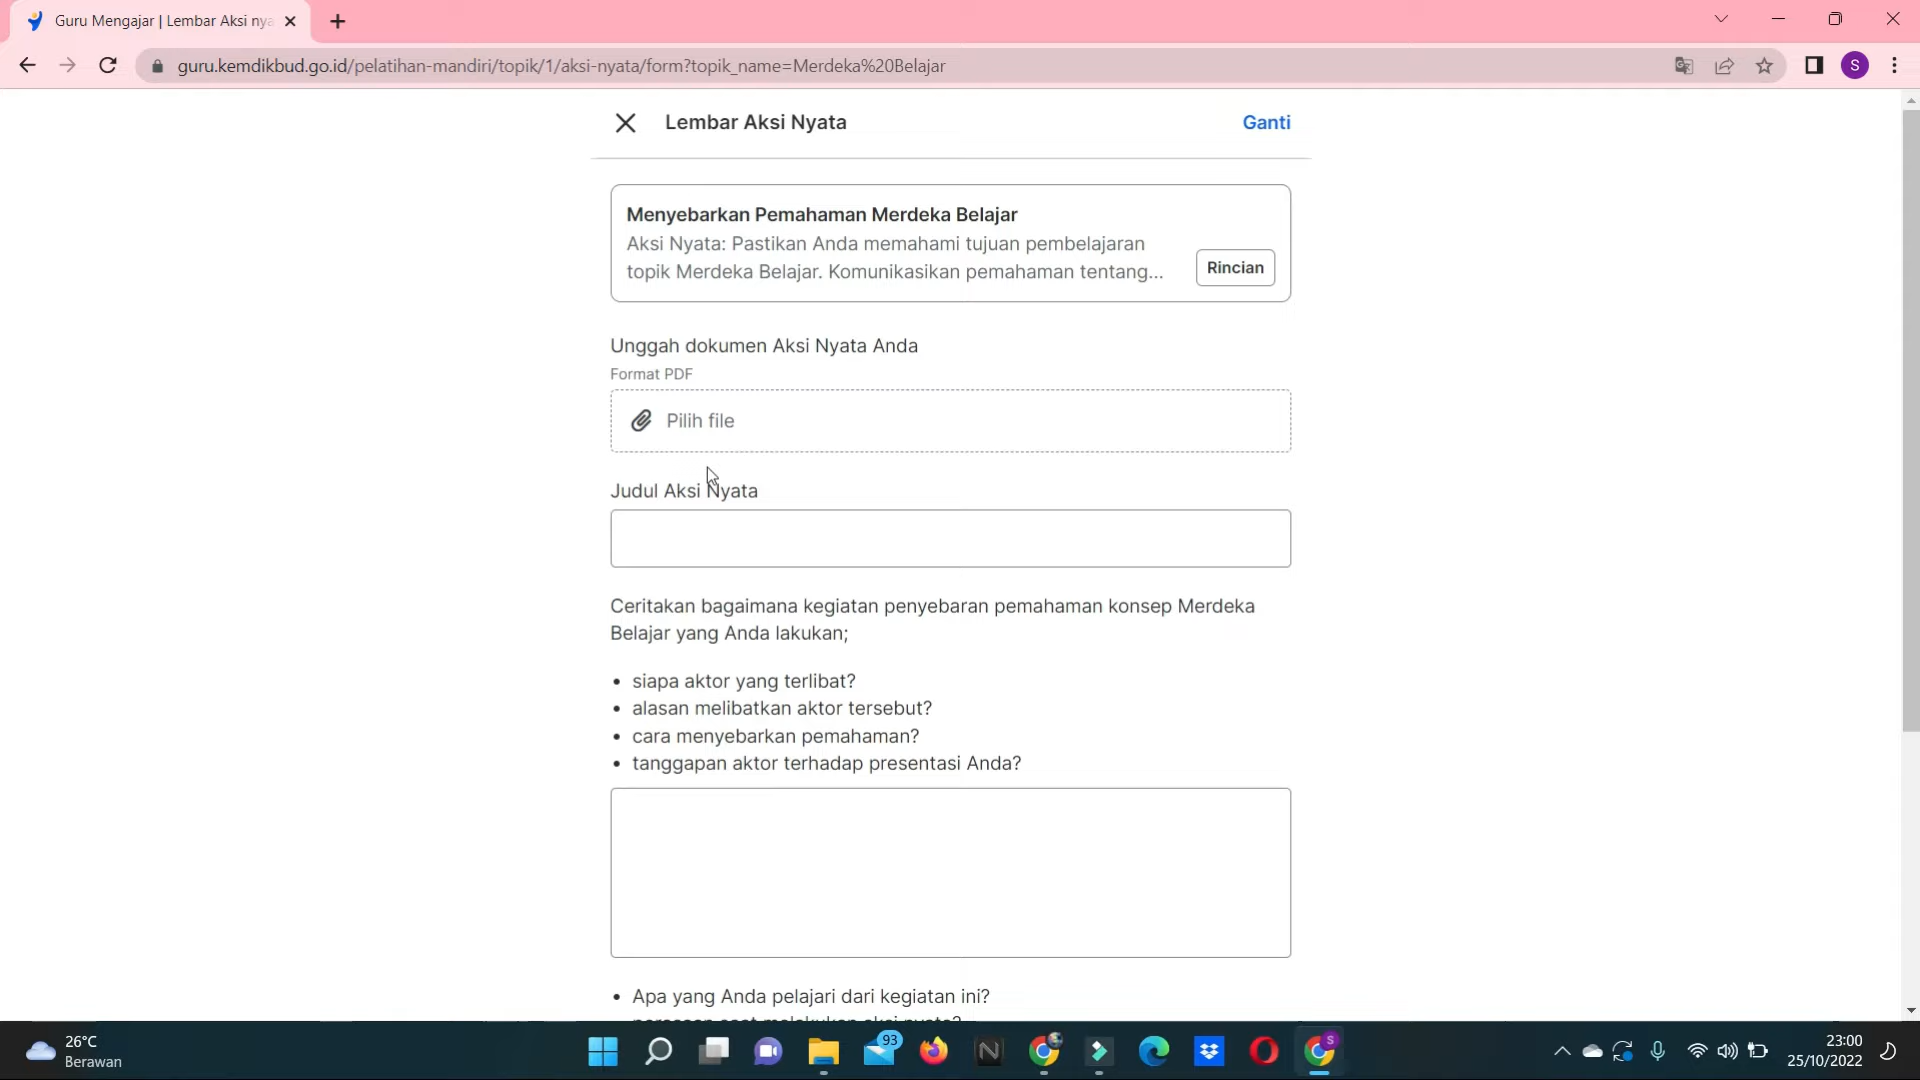 Guru Mengajar | Lembar Aksi nya
guru.kemdikbud.go.id/pelatihan-mandiri/topik/1/aksi-nyata/form?topik_name=Merdeka%20Belajar
S
Lembar Aksi Nyata
Ganti
Menyebarkan Pemahaman Merdeka Belajar
Aksi Nyata: Pastikan Anda memahami tujuan pembelajaran
topik Merdeka Belajar. Komunikasikan pemahaman tentang...
Rincian
Unggah dokumen Aksi Nyata Anda
Format PDF
Pilih file
Judul Aksi Nyata
Ceritakan bagaimana kegiatan penyebaran pemahaman konsep Merdeka
Belajar yang Anda lakukan;
• siapa aktor yang terlibat?
• alasan melibatkan aktor tersebut?
• cara menyebarkan pemahaman?
• tanggapan aktor terhadap presentasi Anda?
• Apa yang Anda pelajari dari kegiatan ini?
26°C
Berawan
93
N
S
23:00
25/10/2022